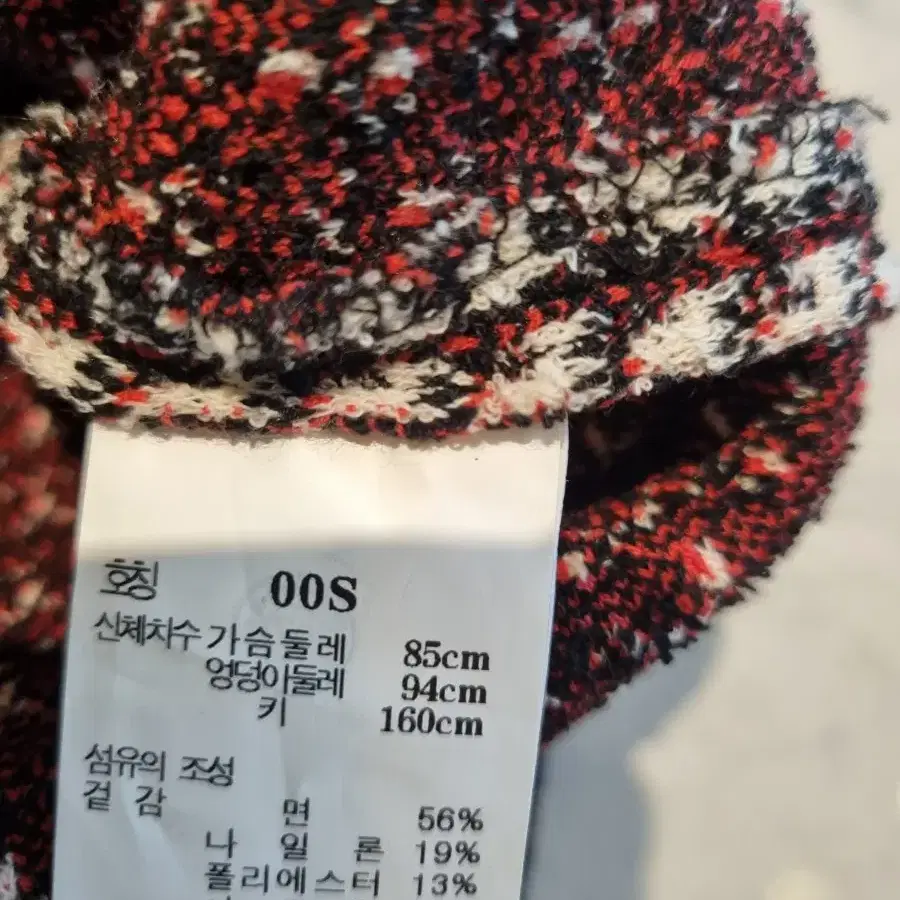 호칭 00S
신체치수 가슴둘레 85cm
엉덩이둘레 94cm
키 160cm
섬유의 조성
겉감 면 56%
나일론 19%
폴리에스터 13%